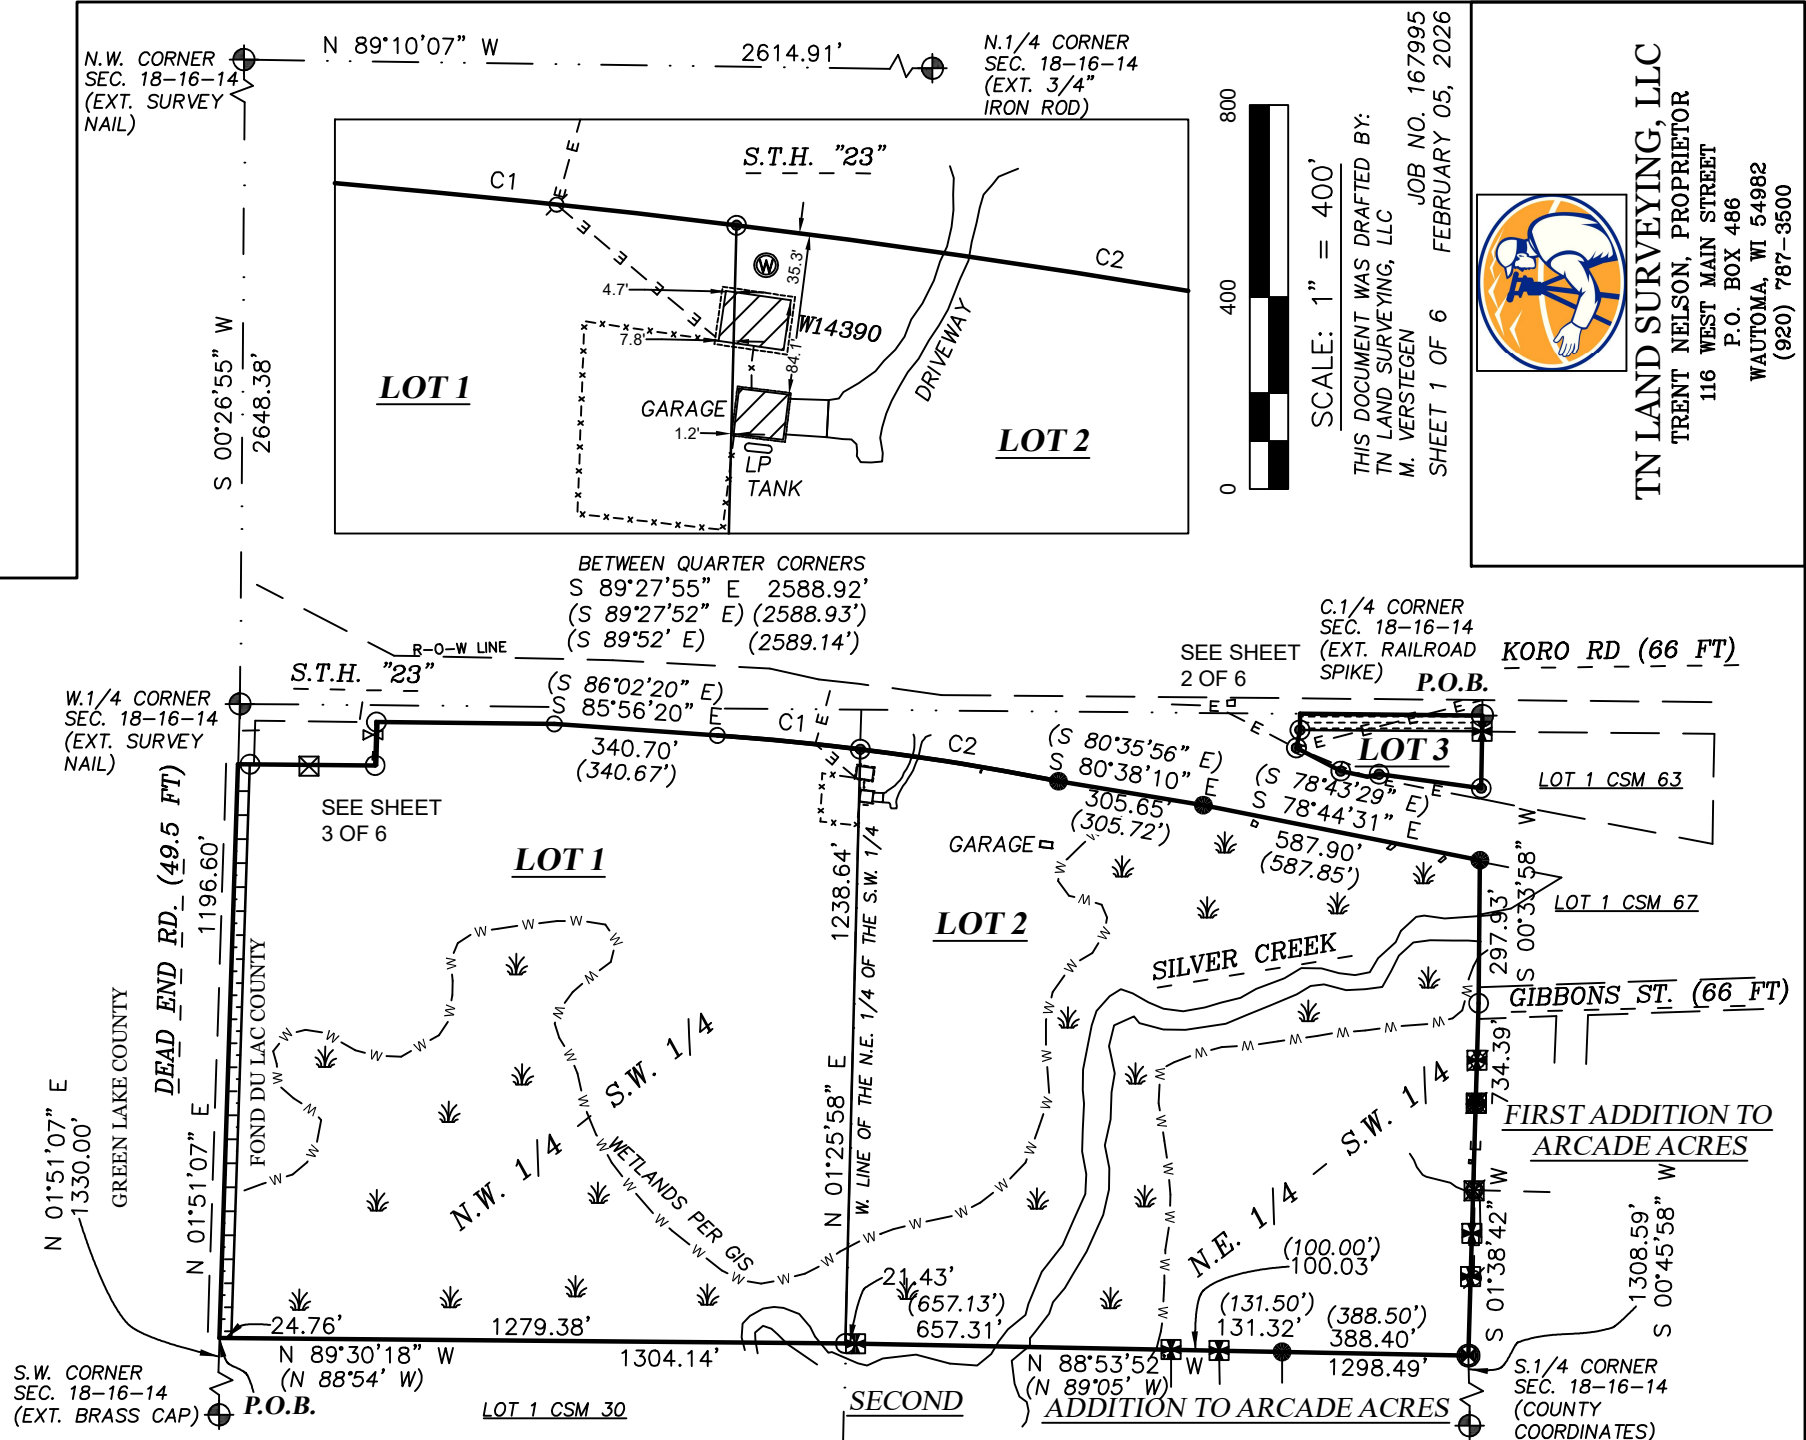 N.W. CORNER
SEC. 18-16-14
(EXT. SURVEY
NAIL)
N 89°10'07" W
2614.91'
N.1/4 CORNER
SEC. 18-16-14
(EXT. 3/4"
IRON ROD)
S 00°26'55" W
2648.38'
C1
E
S.T.H. "23"
E
E
E
E
E
W
35.3'
C2
4.7'
7.8'
W14390
84.1'
DRIVEWAY
LOT 1
GARAGE
1.2'
LP
TANK
LOT 2
0
400
800
SCALE: 1" = 400'
THIS DOCUMENT WAS DRAFTED BY:
TN LAND SURVEYING, LLC
M. VERSTEGEN
JOB NO. 167995
SHEET 1 OF 6
FEBRUARY 05, 2026
TN LAND SURVEYING, LLC
TRENT NELSON, PROPRIETOR
116 WEST MAIN STREET
P.O. BOX 486
WAUTOMA, WI 54982
(920) 787-3500
BETWEEN QUARTER CORNERS
S 89°27'55" E 2588.92'
(S 89°27'52" E) (2588.93')
(S 89°52' E) (2589.14')
R-O-W LINE
S.T.H. "23"
W.1/4 CORNER
SEC. 18-16-14
(EXT. SURVEY
NAIL)
(S 86°02'20" E)
S 85°56'20" E
340.70'
(340.67')
C1
C2
C.1/4 CORNER
SEC. 18-16-14
(EXT. RAILROAD
SPIKE)
KORO RD (66 FT)
SEE SHEET
2 OF 6
P.O.B.
LOT 3
LOT 1 CSM 63
(S 80°35'56" E)
S 80°38'10" E
305.65'
(305.72')
(S 78°43'29" E)
S 78°44'31" E
587.90'
(587.85')
SEE SHEET
3 OF 6
DEAD END RD. (49.5 FT)
1196.60'
N 01°51'07" E
FOND DU LAC COUNTY
GREEN LAKE COUNTY
N 01°51'07" E
1330.00'
LOT 1
1238.64'
N 01°25'58" E
W. LINE OF THE N.E. 1/4 OF THE S.W. 1/4
GARAGE
LOT 2
SILVER CREEK
S 00°33'58" W
297.93'
LOT 1 CSM 67
GIBBONS ST. (66 FT)
734.39'
S 01°38'42" W
FIRST ADDITION TO
ARCADE ACRES
1308.59'
S 00°45'58" W
N.W. 1/4 - S.W. 1/4
WETLANDS PER GIS
N.E. 1/4 - S.W. 1/4
(100.00')
100.03'
21.43'
(657.13')
657.31'
(131.50')
131.32'
(388.50')
388.40'
24.76'
1279.38'
N 89°30'18" W
(N 88°54' W)
1304.14'
N 88°53'52 W
(N 89°05' W)
1298.49'
S.W. CORNER
SEC. 18-16-14
(EXT. BRASS CAP)
P.O.B.
LOT 1 CSM 30
SECOND
ADDITION TO ARCADE ACRES
S.1/4 CORNER
SEC. 18-16-14
(COUNTY
COORDINATES)